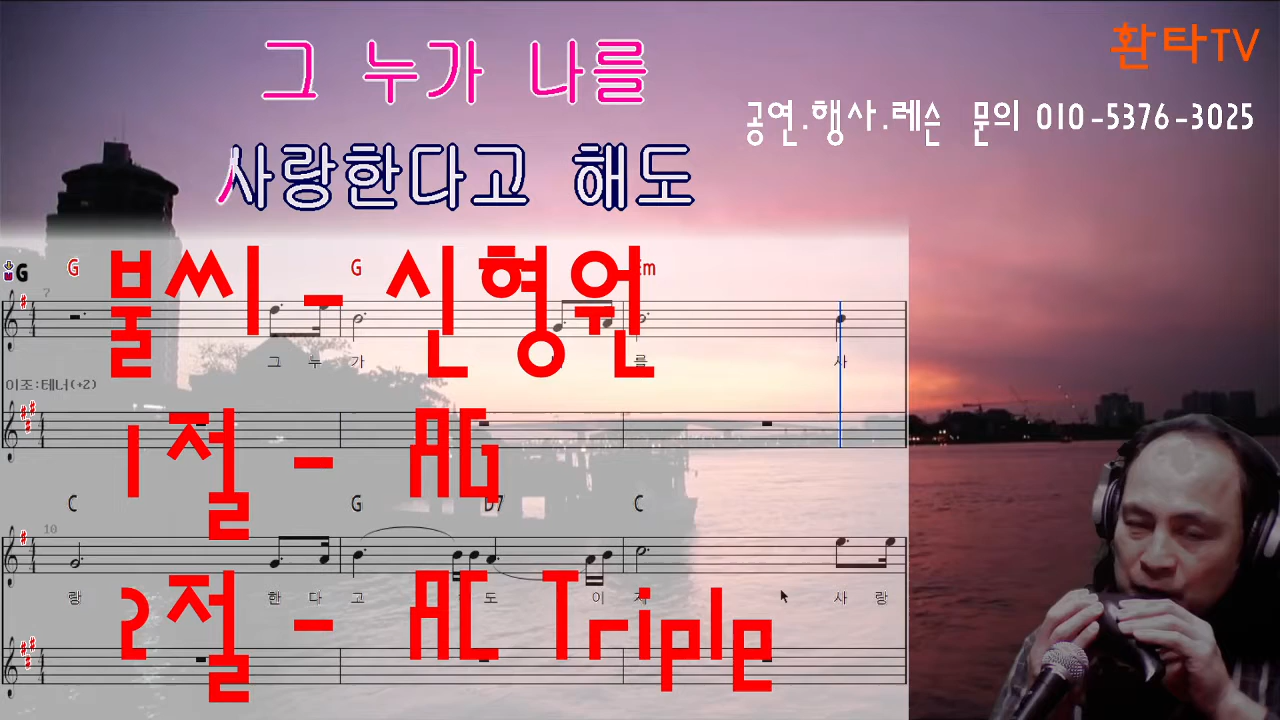 환타TV
그 누가 나를
공연.행사.레슨 문의 010-5376-3025
사랑한다고 해도
G G Em
불씨 - 신형원
G
7
그 누 가 를 사
이조:테너(+2)
1절 - AG
C G D7 C
10
2절 - AC Triple
랑 한 다 고 도 이 사 랑